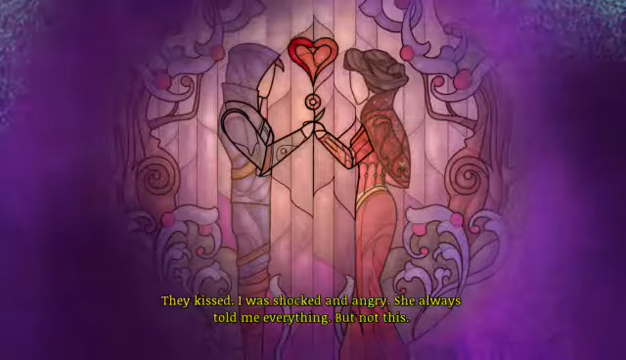 They kissed. I was shocked and angry. She always
told me everything. But not this.